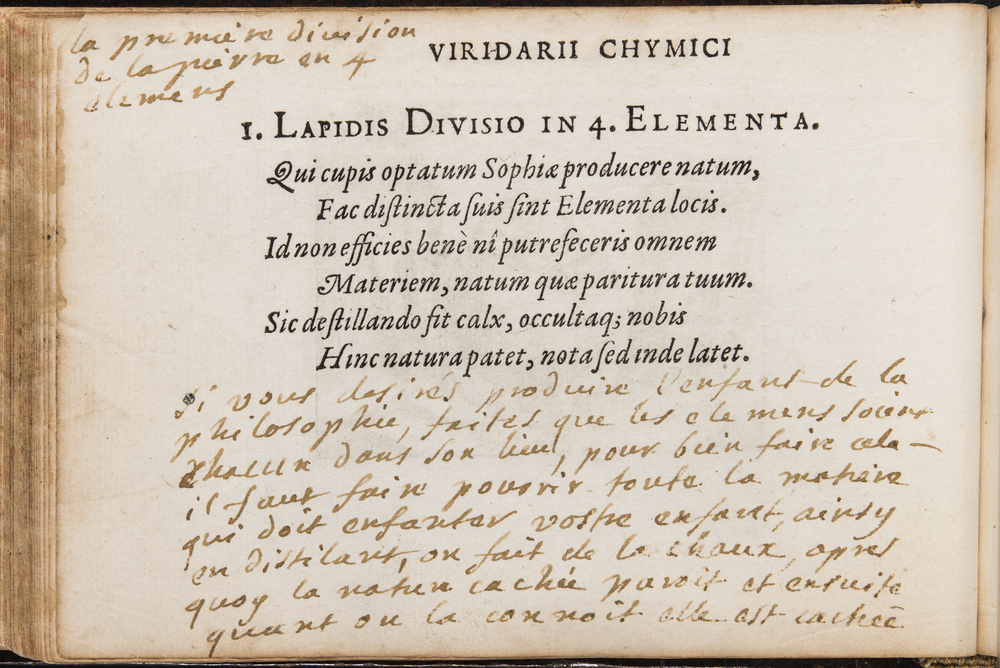 la premiere division
de la pierre en 4
elemens
VIRIDARII CHYMICI
1. LAPIDIS DIVISIO IN 4. ELEMENTA.
Qui cupis optatum Sophiæ producere natum,
Fac distincta suis sint Elementa locis.
Id non efficies benè nî putrefeceris omnem
Materiem, natum quæ paritura tuum.
Sic destillando fit calx, occultaq; nobis
Hinc natura patet, nota sed inde latet.
Si vous desirés produire l'enfant de la
philosophie, faites que les elemens soient
chacun dans son lieu, pour bien faire cela
il faut faire pourrir toute la matiere
qui doit enfanter vostre enfant, ainsy
en distilant, on fait de la chaux, apres
quoy la nature cachée paroît et ensuite
quant on la connoît elle est cachée